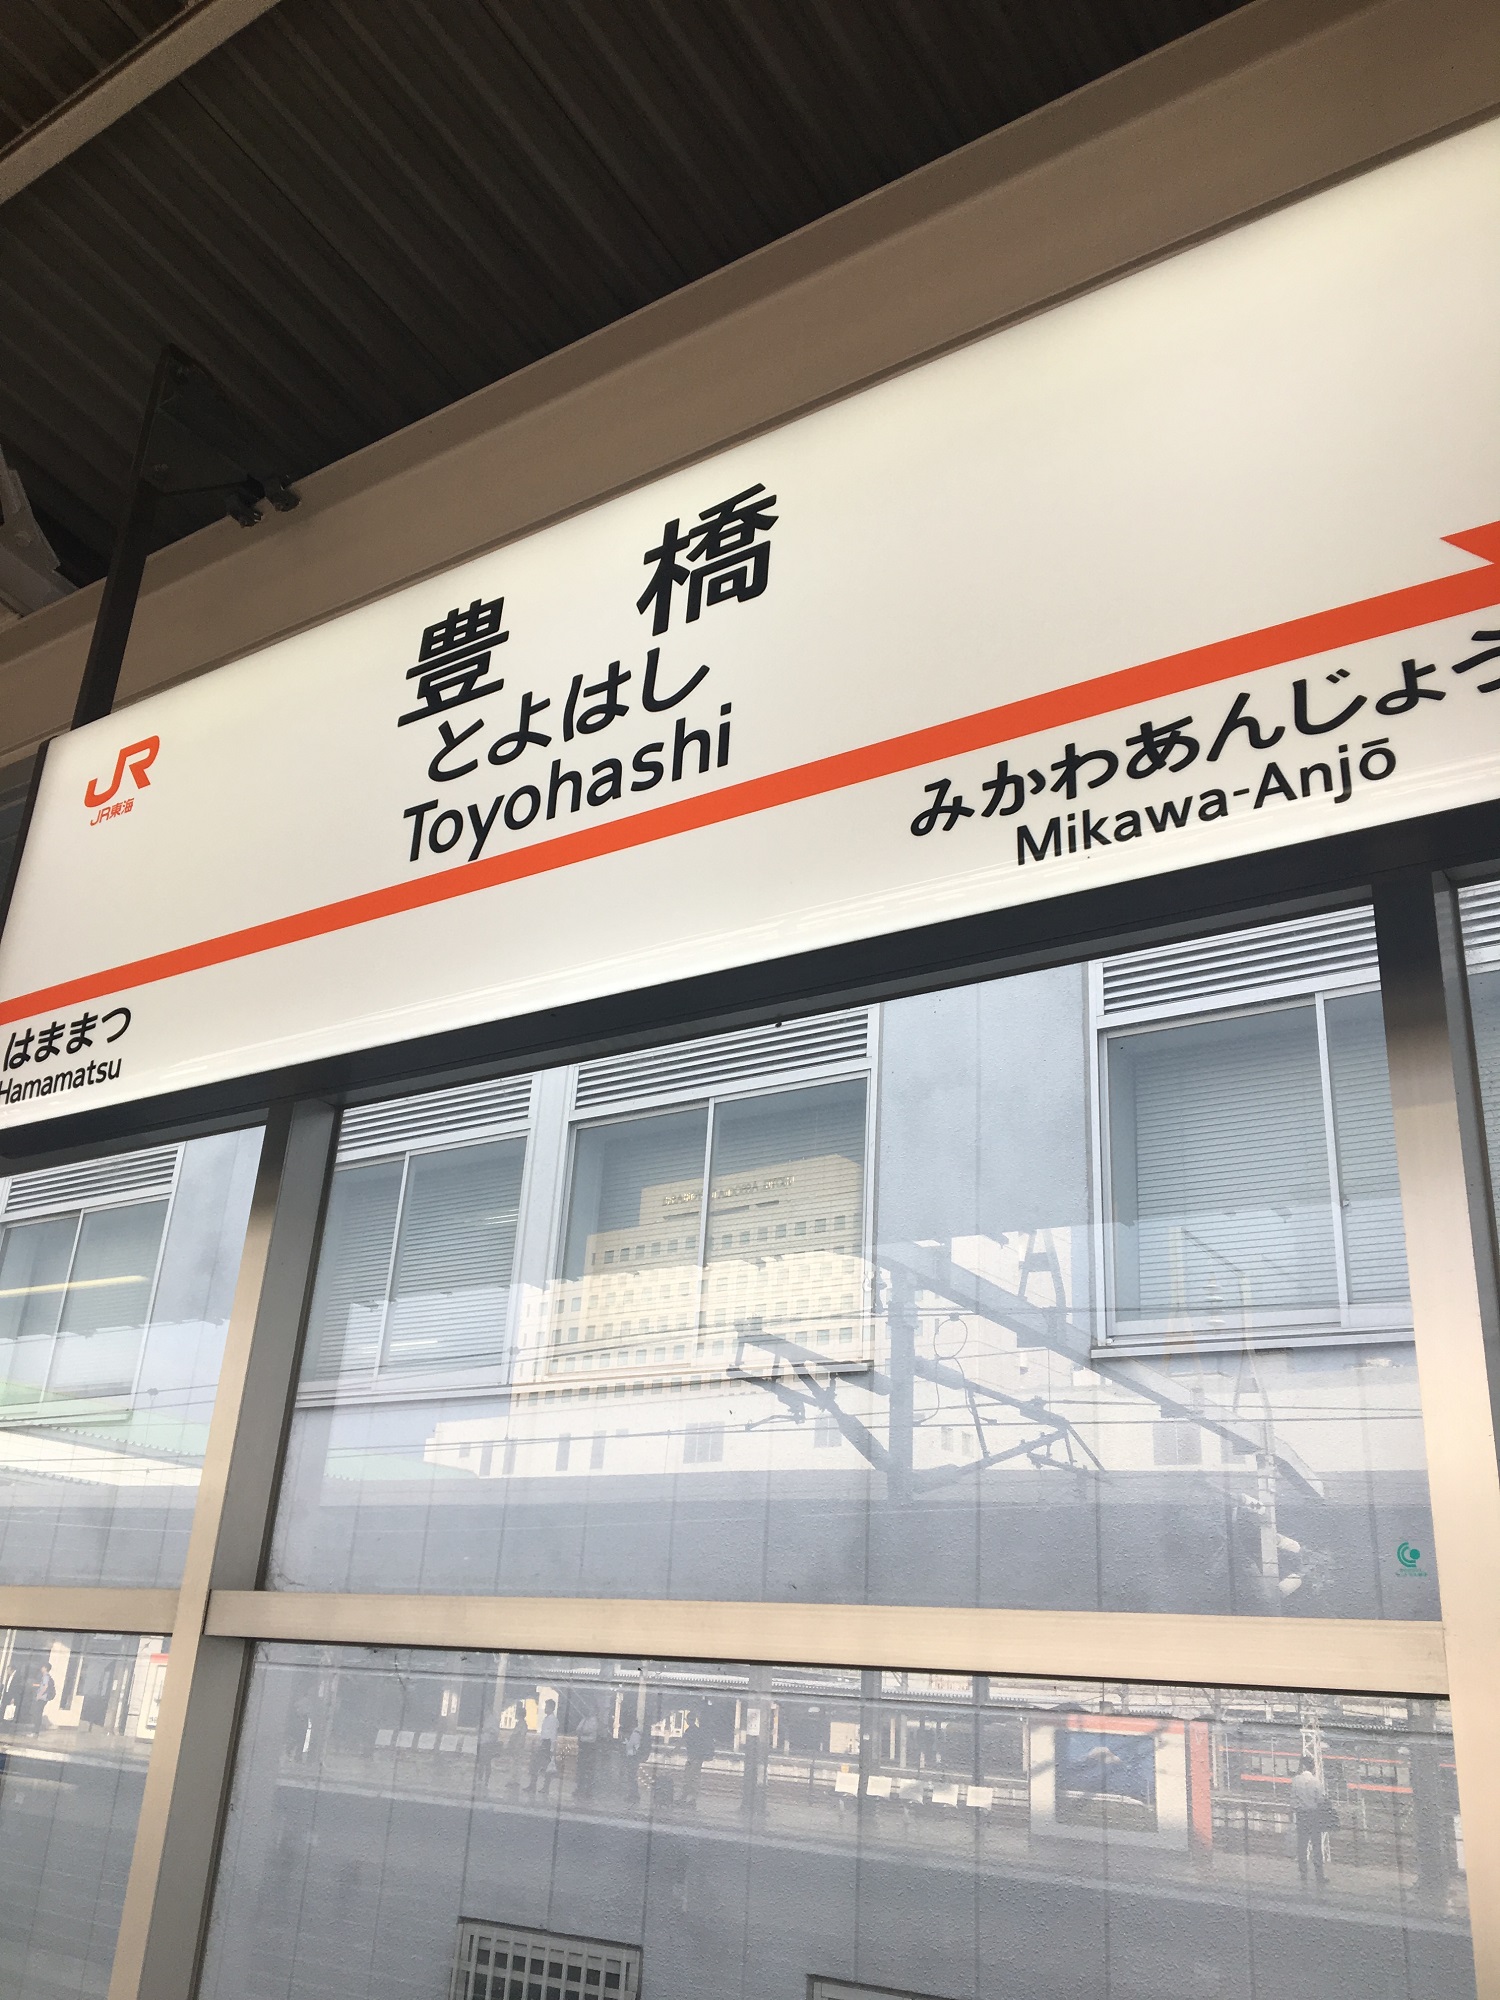 豊橋
とよはし
Toyohashi
JR
JR東海
みかわあんじょう
Mikawa-Anjō
はままつ
Hamamatsu